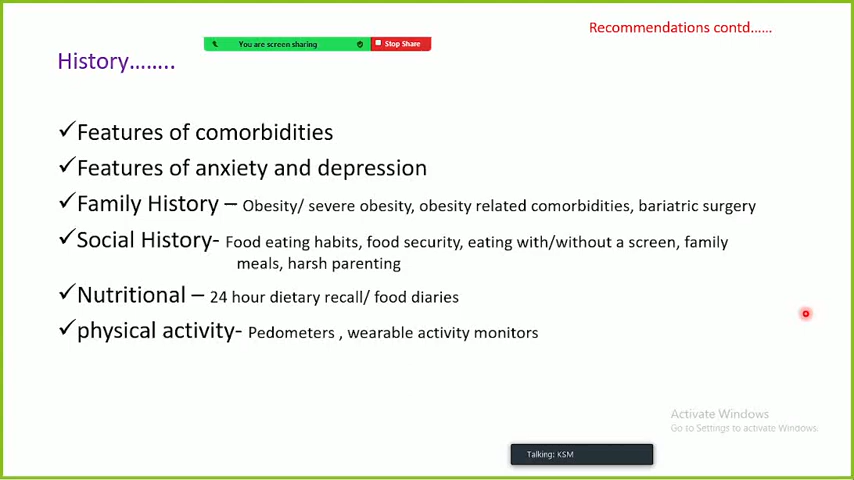 Recommendations contd......
You are screen sharing
Stop Share
History........
✓Features of comorbidities
✓Features of anxiety and depression
✓Family History – Obesity/ severe obesity, obesity related comorbidities, bariatric surgery
✓Social History- Food eating habits, food security, eating with/without a screen, family
meals, harsh parenting
✓Nutritional – 24 hour dietary recall/ food diaries
✓physical activity- Pedometers , wearable activity monitors
Activate Windows
Go to Settings to activate Windows.
Talking: KSM